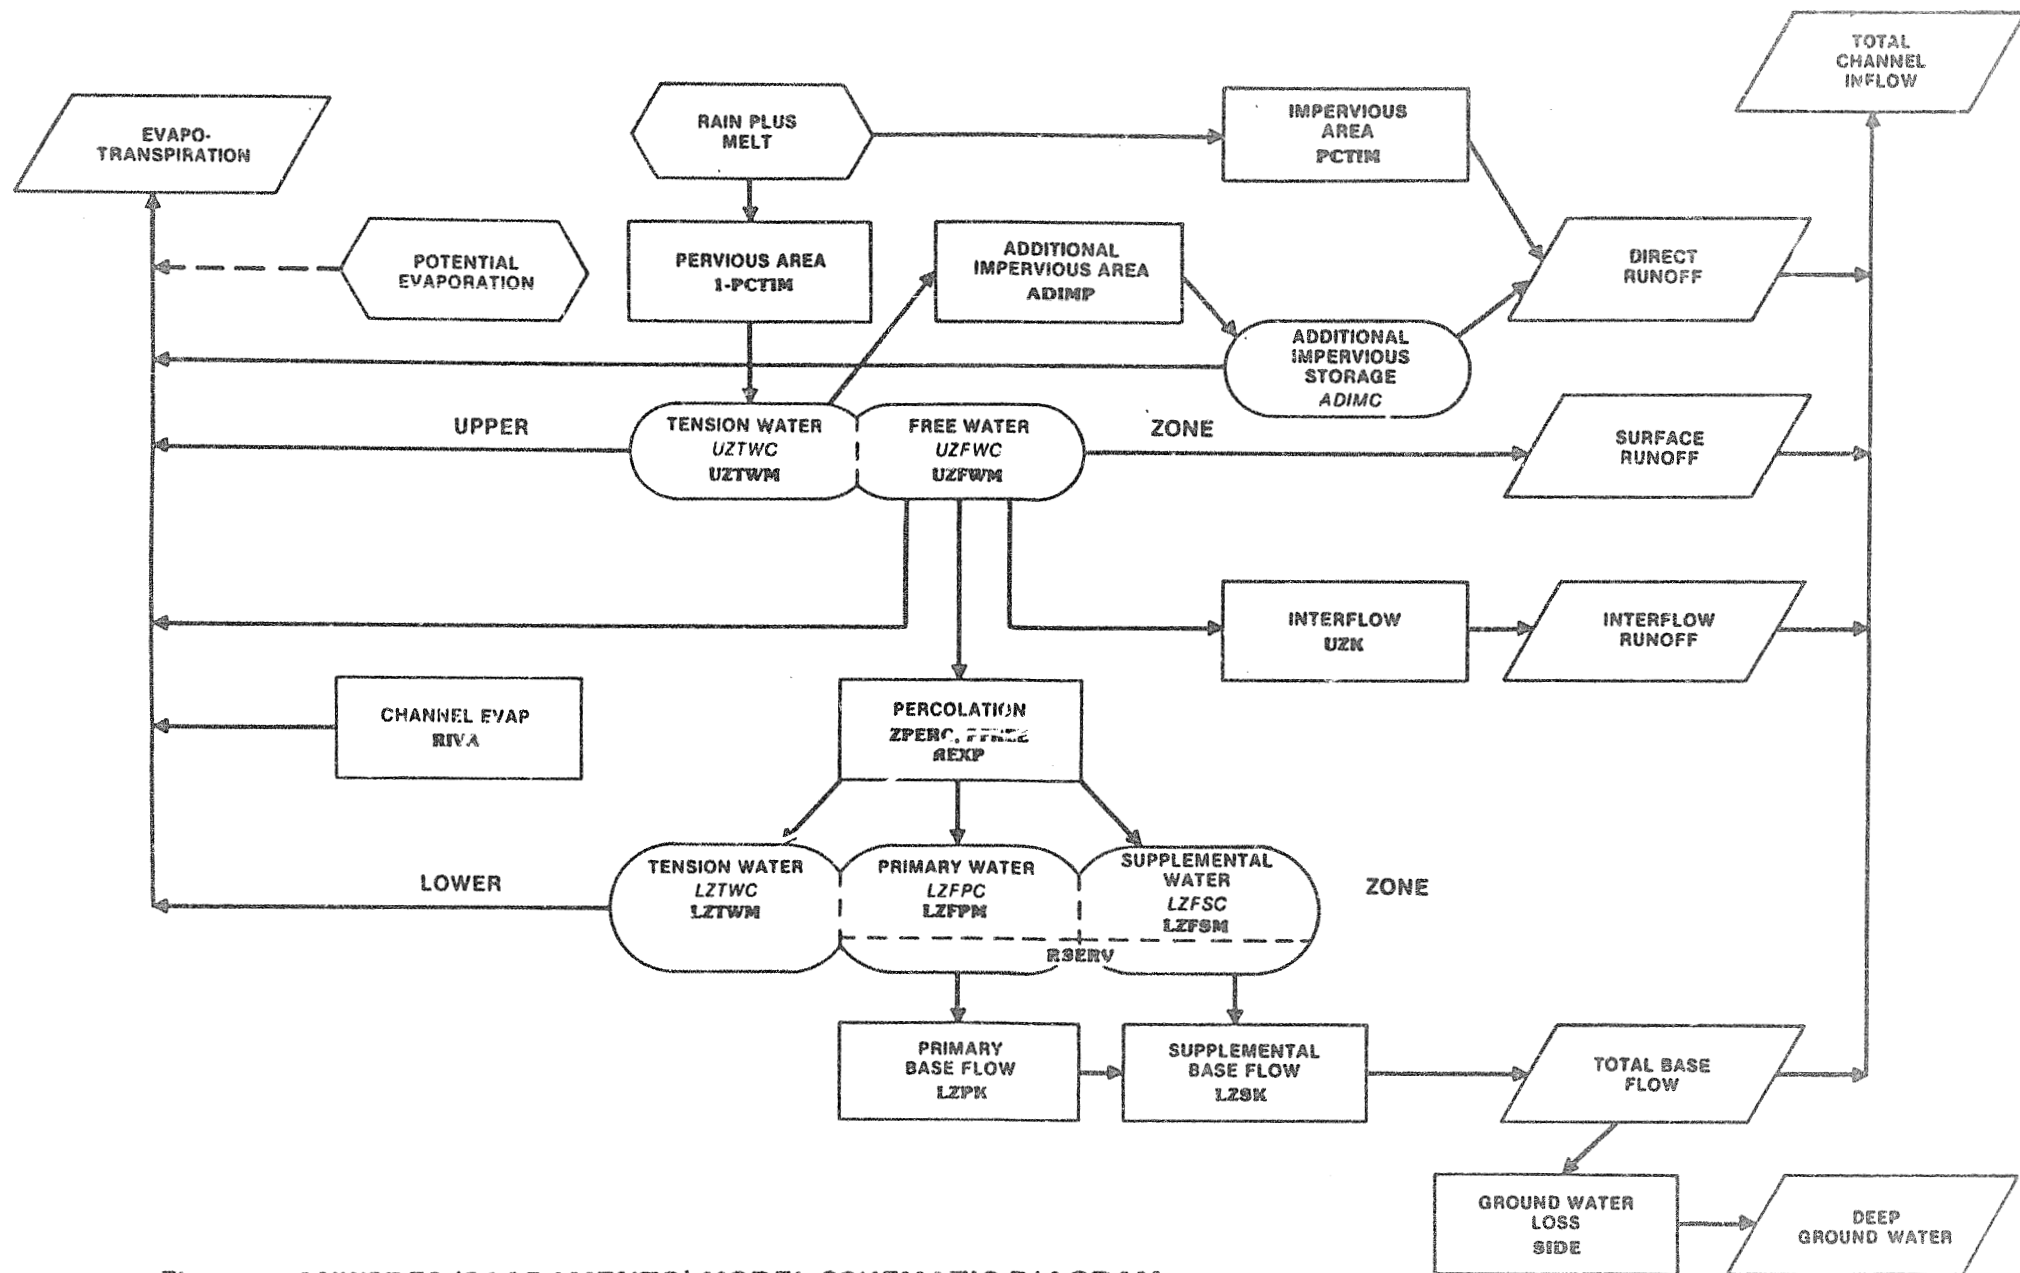 TOTAL
CHANNEL
INFLOW
EVAPO-
TRANSPIRATION
RAIN PLUS
MELT
IMPERVIOUS
AREA
PCTIM
POTENTIAL
EVAPORATION
PERVIOUS AREA
1-PCTIM
ADDITIONAL
IMPERVIOUS AREA
ADIMP
DIRECT
RUNOFF
ADDITIONAL
IMPERVIOUS
STORAGE
ADIMC
UPPER
TENSION WATER
UZTWC
UZTWM
FREE WATER
UZFWC
UZFWM
ZONE
SURFACE
RUNOFF
INTERFLOW
UZK
INTERFLOW
RUNOFF
CHANNEL EVAP
RIVA
PERCOLATION
ZPERC,
REXP
LOWER
TENSION WATER
LZTWC
LZTWM
PRIMARY WATER
LZFPC
LZFPM
SUPPLEMENTAL
WATER
LZFSC
LZFSM
ZONE
RSERV
PRIMARY
BASE FLOW
LZPK
SUPPLEMENTAL
BASE FLOW
LZSK
TOTAL BASE
FLOW
GROUND WATER
LOSS
SIDE
DEEP
GROUND WATER